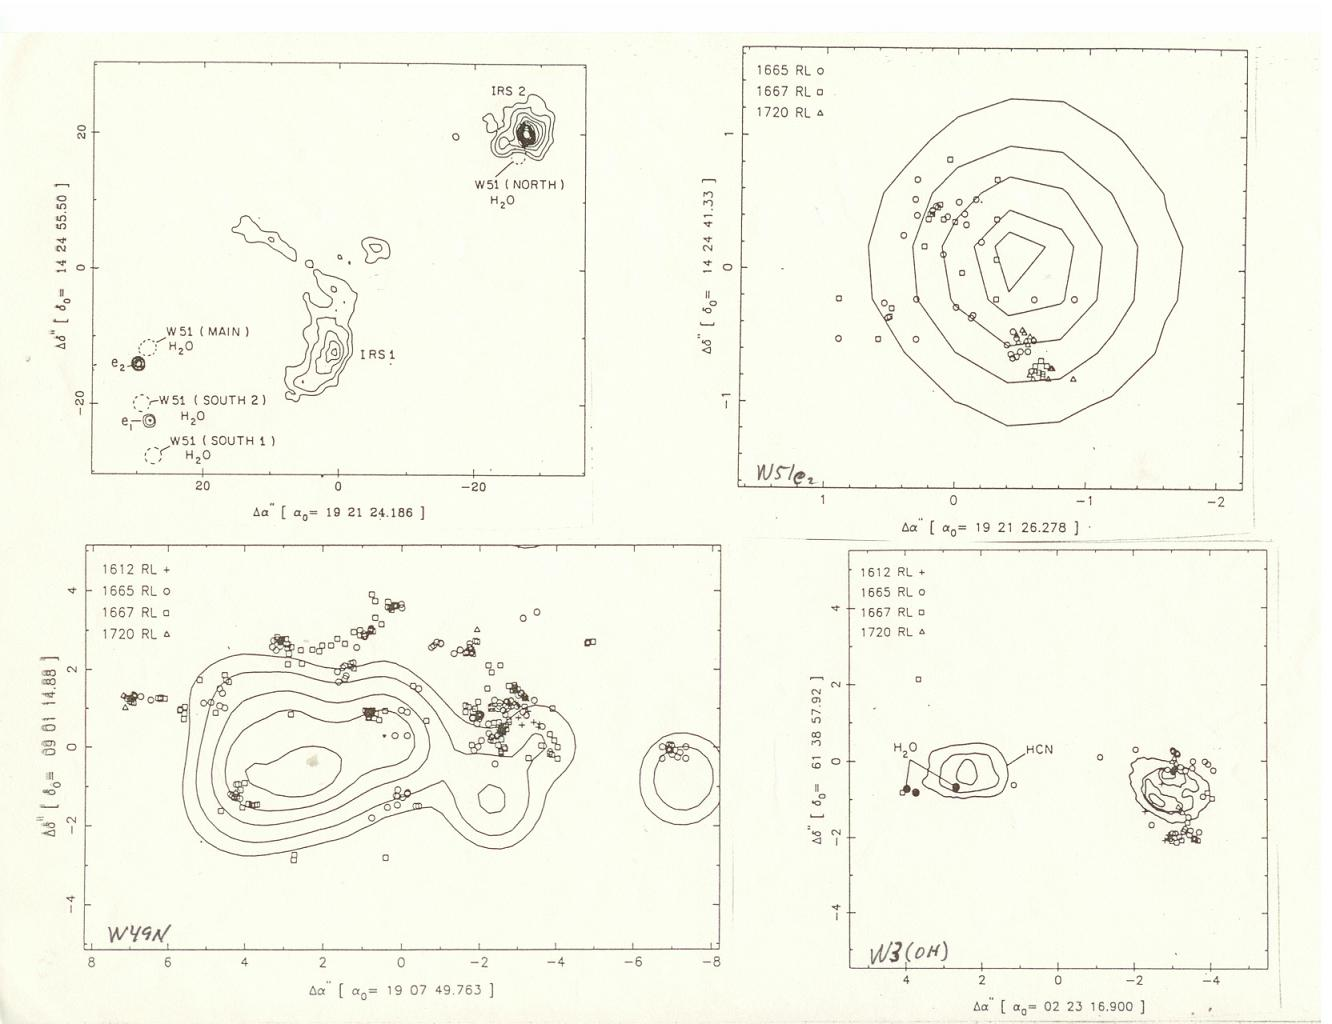 IRS 2
W51 (NORTH)
H2O
W51 (MAIN)
H2O
e2
W51 (SOUTH 2)
H2O
e1
W51 (SOUTH 1)
H2O
IRS 1
20
0
-20
20
0
-20
Δδ" [ δ0= 14 24 55.50 ]
Δα" [ α0= 19 21 24.186 ]
1665 RL ○
1667 RL □
1720 RL △
1
0
-1
1
0
-1
-2
W51e2
Δδ" [ δ0= 14 24 41.33 ]
Δα" [ α0= 19 21 26.278 ]
1612 RL +
1665 RL ○
1667 RL □
1720 RL △
4
2
0
-2
-4
W49N
8
6
4
2
0
-2
-4
-6
-8
Δδ" [ δ0= 09 01 14.88 ]
Δα" [ α0= 19 07 49.763 ]
1612 RL +
1665 RL ○
1667 RL □
1720 RL △
H2O
HCN
4
2
0
-2
-4
W3(OH)
4
2
0
-2
-4
Δδ" [ δ0= 61 38 57.92 ]
Δα" [ α0= 02 23 16.900 ]